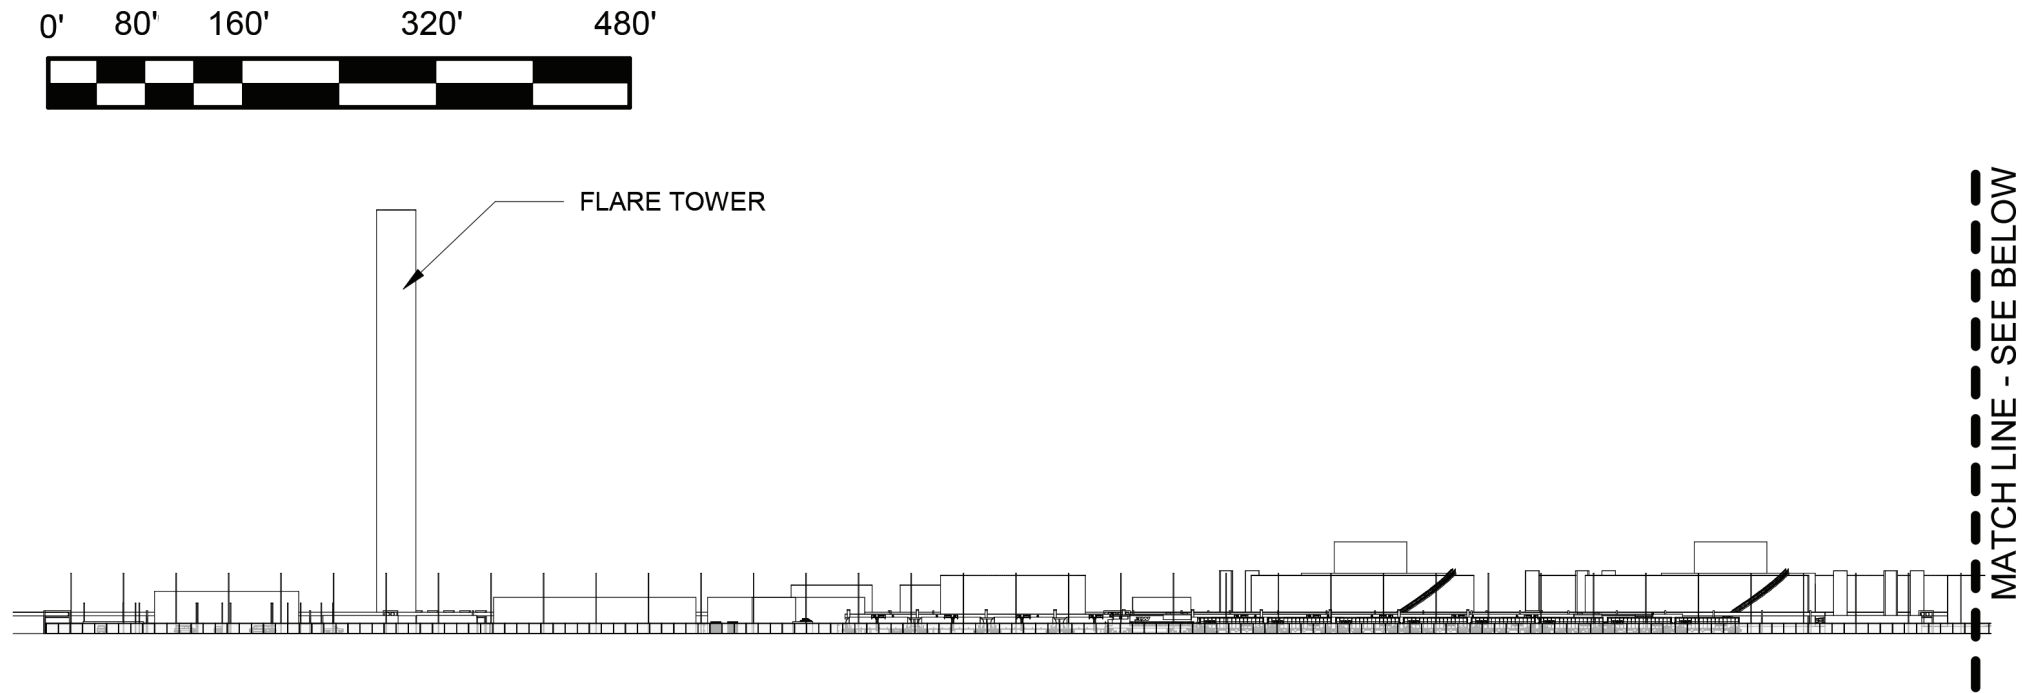 0' 80' 160' 320' 480'
FLARE TOWER
MATCH LINE - SEE BELOW